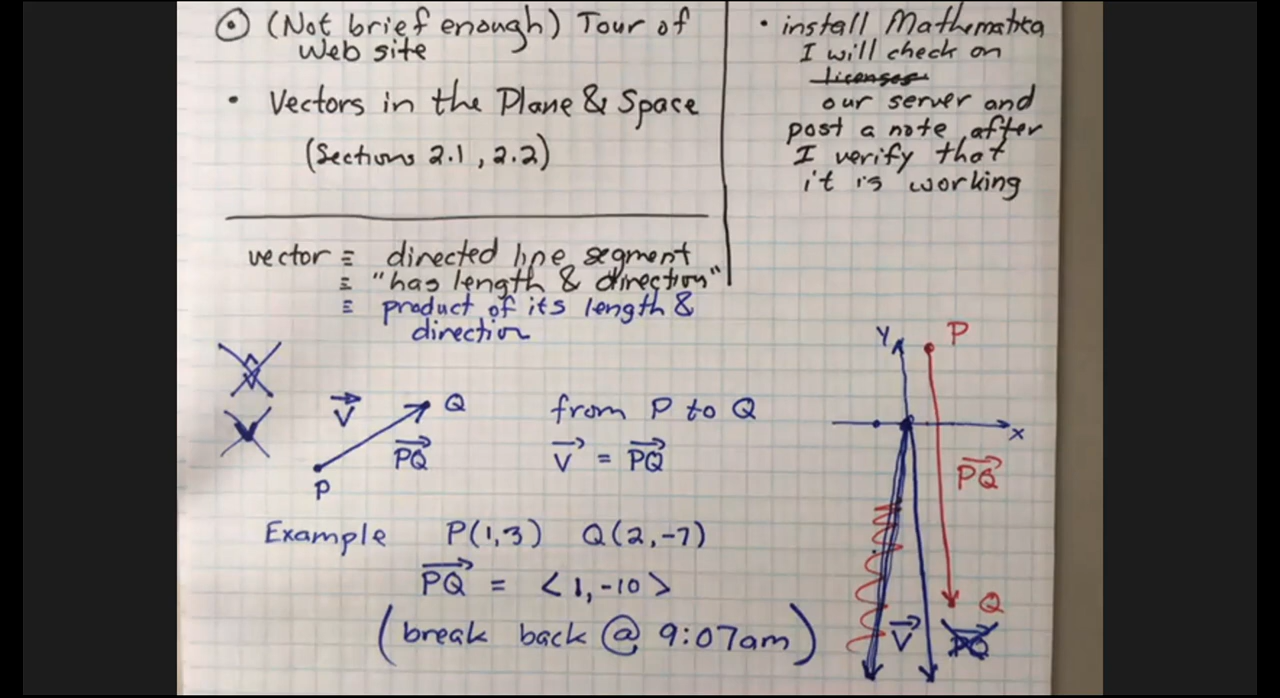 (Not brief enough) Tour of
Web site
• Vectors in the Plane & Space
(Sections 2.1, 2.2)
• install Mathematica
I will check on
licenses
our server and
post a note after
I verify that
it is working
vector ≡ directed line segment
≡ "has length & direction"
≡ product of its length &
direction
V Q
PQ
P
from P to Q
V = PQ
Example P(1,3) Q(2,-7)
PQ = <1,-10>
(break back @ 9:07am)
Y P
x
PQ
Q
V PQ